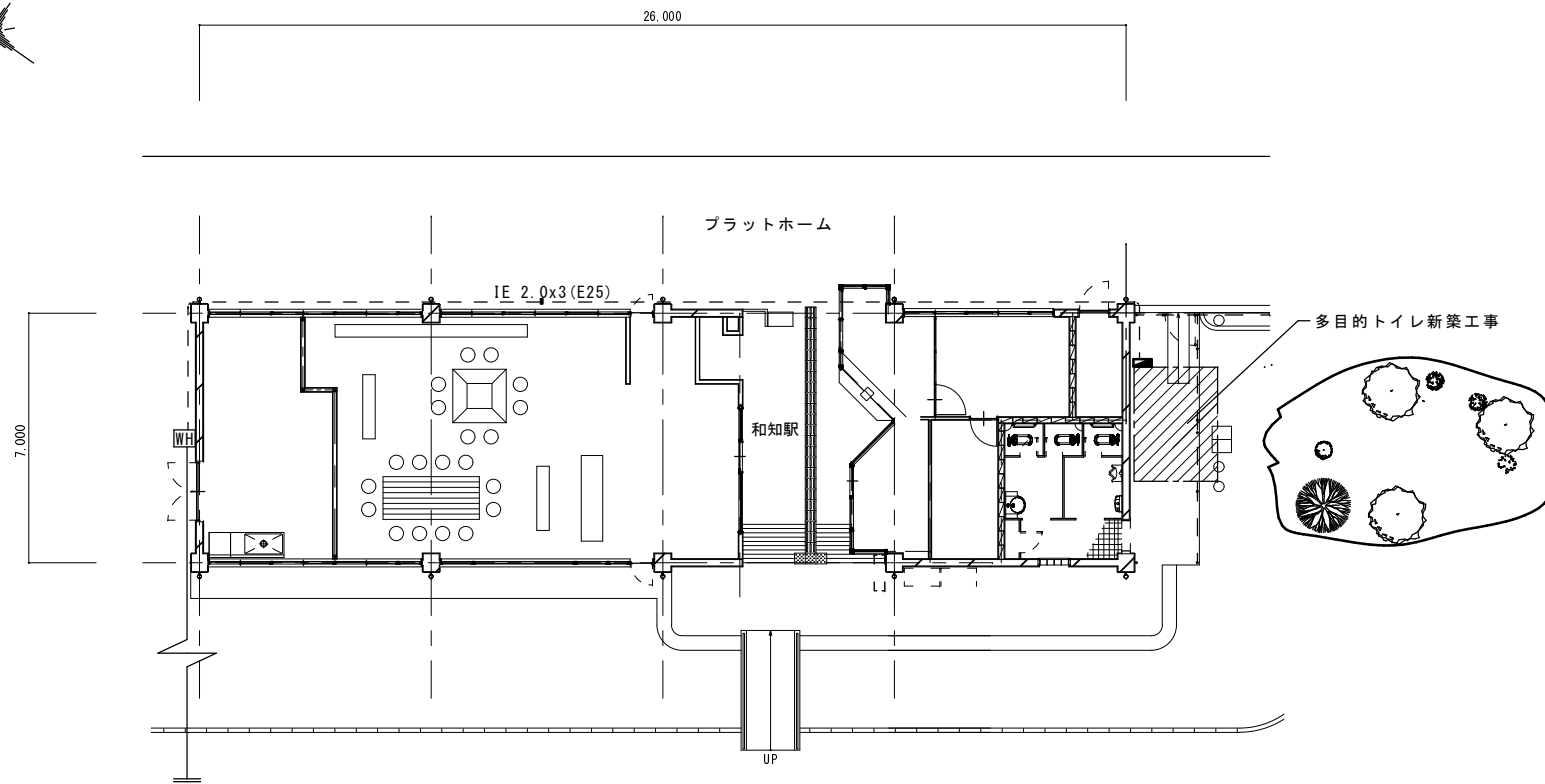 26,000
プラットホーム
IE 2.0x3(E25)
多目的トイレ新築工事
7,000
WH
和知駅
UP